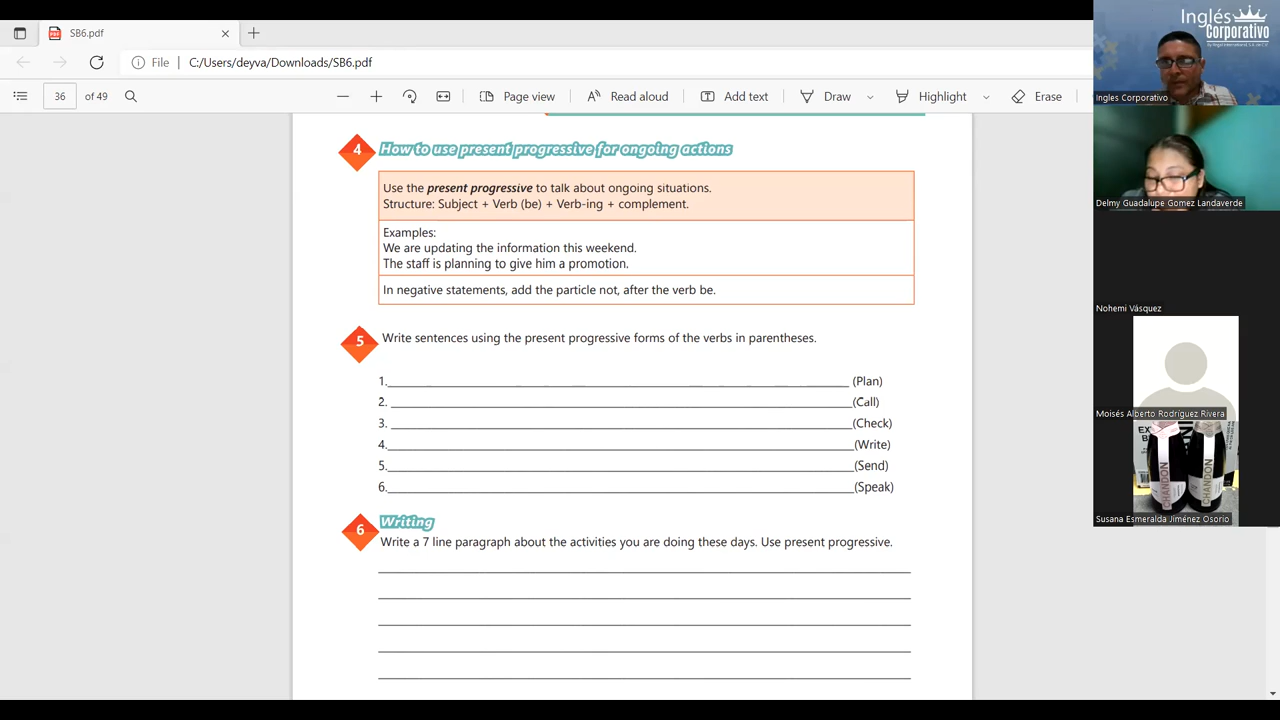 SB6.pdf
File
C:/Users/deyva/Downloads/SB6.pdf
36
of 49
Page view
Read aloud
Add text
Draw
Highlight
Erase
4
How to use present progressive for ongoing actions
Use the present progressive to talk about ongoing situations.
Structure: Subject + Verb (be) + Verb-ing + complement.
Examples:
We are updating the information this weekend.
The staff is planning to give him a promotion.
In negative statements, add the particle not, after the verb be.
5
Write sentences using the present progressive forms of the verbs in parentheses.
1. (Plan)
2. (Call)
3. (Check)
4. (Write)
5. (Send)
6. (Speak)
6
Writing
Write a 7 line paragraph about the activities you are doing these days. Use present progressive.
Inglés
Corporativo
Ingles Corporativo
Delmy Guadalupe Gomez Landaverde
Nohemi Vásquez
Moisés Alberto Rodríguez Rivera
CHANDON
CHANDON
Susana Esmeralda Jiménez Osorio